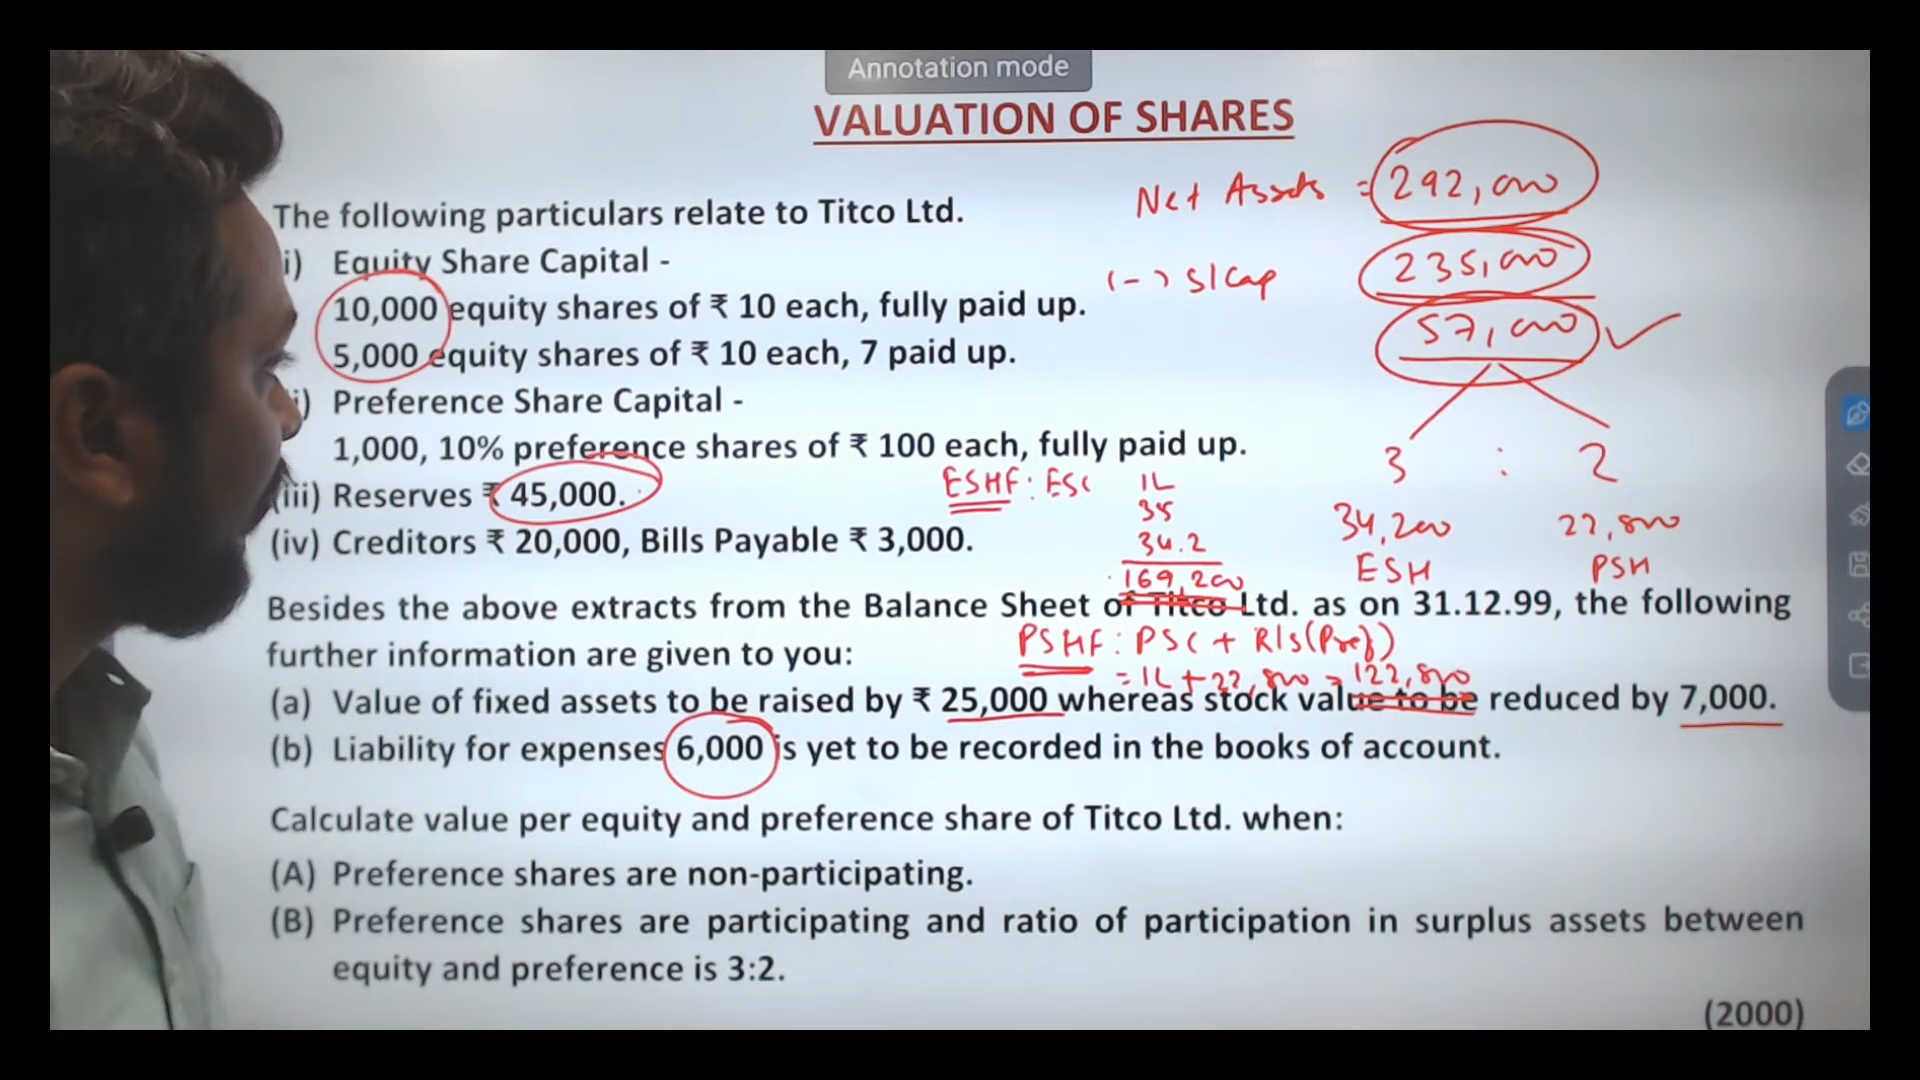 Annotation mode
VALUATION OF SHARES
Net Assets = 292,000
The following particulars relate to Titco Ltd.
i) Equity Share Capital -
(-) S/Cap 235,000
10,000 equity shares of ₹ 10 each, fully paid up.
57,000
5,000 equity shares of ₹ 10 each, 7 paid up.
i) Preference Share Capital -
1,000, 10% preference shares of ₹ 100 each, fully paid up.
3 : 2
(iii) Reserves ₹ 45,000.
ESHF: ESC 1L
35
34.2
169,200
34,200 22,800
ESH PSH
(iv) Creditors ₹ 20,000, Bills Payable ₹ 3,000.
Besides the above extracts from the Balance Sheet of Titco Ltd. as on 31.12.99, the following
further information are given to you:
PSHF: PSC + R/S(Pref)
= 1L + 22,800 = 122,800
(a) Value of fixed assets to be raised by ₹ 25,000 whereas stock value to be reduced by 7,000.
(b) Liability for expenses 6,000 is yet to be recorded in the books of account.
Calculate value per equity and preference share of Titco Ltd. when:
(A) Preference shares are non-participating.
(B) Preference shares are participating and ratio of participation in surplus assets between
equity and preference is 3:2.
(2000)